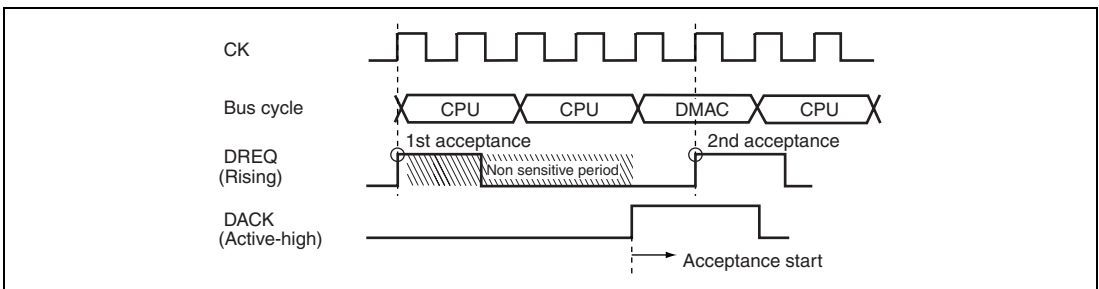 CK
Bus cycle CPU CPU DMAC CPU
1st acceptance 2nd acceptance
DREQ
(Rising) Non sensitive period
DACK
(Active-high)
Acceptance start